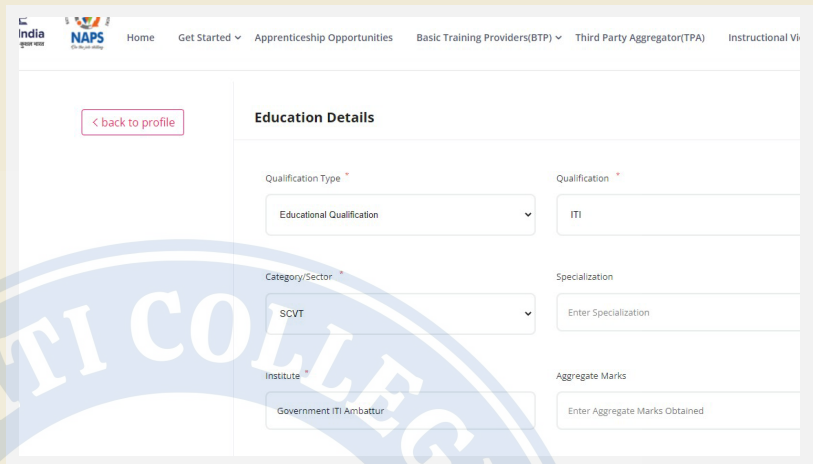 India
NAPS
Home Get Started Apprenticeship Opportunities Basic Training Providers(BTP) Third Party Aggregator(TPA) Instructional Vi
< back to profile
Education Details
Qualification Type * Qualification *
Educational Qualification ITI
Category/Sector * Specialization
SCVT Enter Specialization
Institute * Aggregate Marks
Government ITI Ambattur Enter Aggregate Marks Obtained
ITI COLLEG